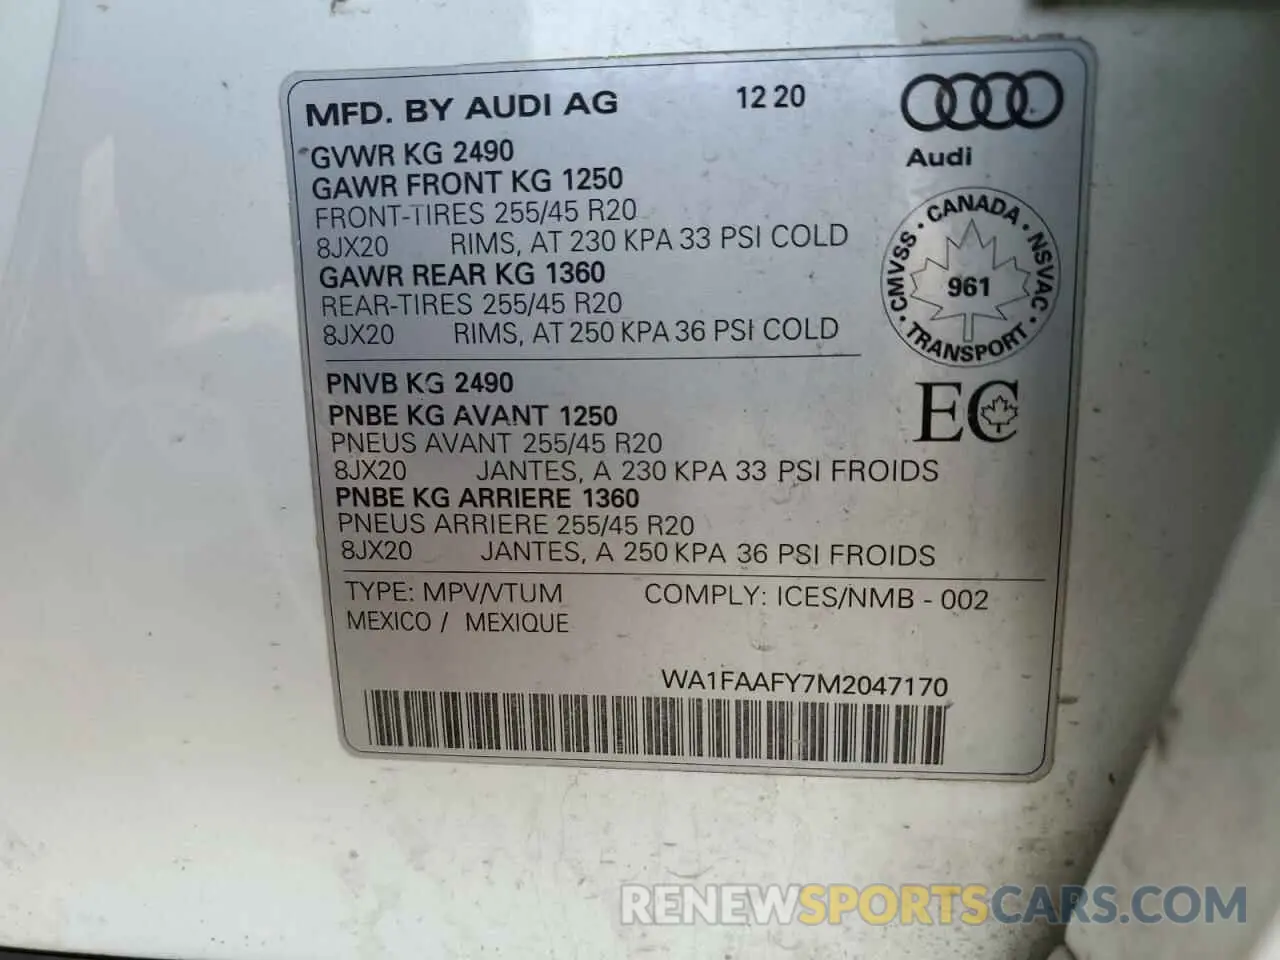 MFD. BY AUDI AG 12 20
Audi
GVWR KG 2490
GAWR FRONT KG 1250
FRONT-TIRES 255/45 R20
8JX20 RIMS, AT 230 KPA 33 PSI COLD
GAWR REAR KG 1360
REAR-TIRES 255/45 R20
8JX20 RIMS, AT 250 KPA 36 PSI COLD
CMVSS · CANADA · NSVAC · TRANSPORT ·
961
PNVB KG 2490
PNBE KG AVANT 1250
PNEUS AVANT 255/45 R20
8JX20 JANTES, A 230 KPA 33 PSI FROIDS
PNBE KG ARRIERE 1360
PNEUS ARRIERE 255/45 R20
8JX20 JANTES, A 250 KPA 36 PSI FROIDS
EC
TYPE: MPV/VTUM COMPLY: ICES/NMB - 002
MEXICO / MEXIQUE
WA1FAAFY7M2047170
RENEWSPORTSCARS.COM